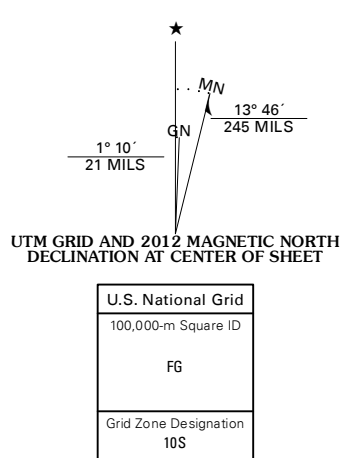 ★
MN
GN
13° 46´
245 MILS
1° 10´
21 MILS
UTM GRID AND 2012 MAGNETIC NORTH
DECLINATION AT CENTER OF SHEET
U.S. National Grid
100,000-m Square ID
FG
Grid Zone Designation
10S